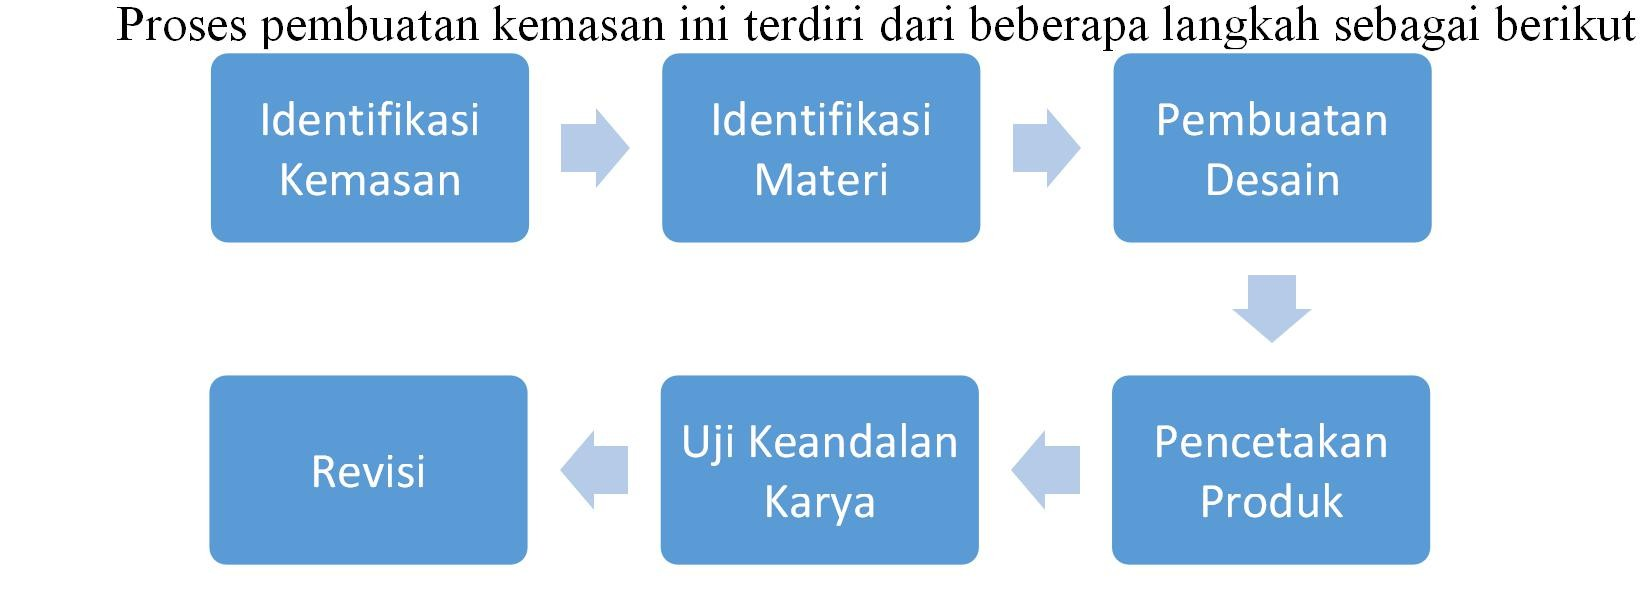 Proses pembuatan kemasan ini terdiri dari beberapa langkah sebagai berikut
Identifikasi
Kemasan
Identifikasi
Materi
Pembuatan
Desain
Pencetakan
Produk
Uji Keandalan
Karya
Revisi